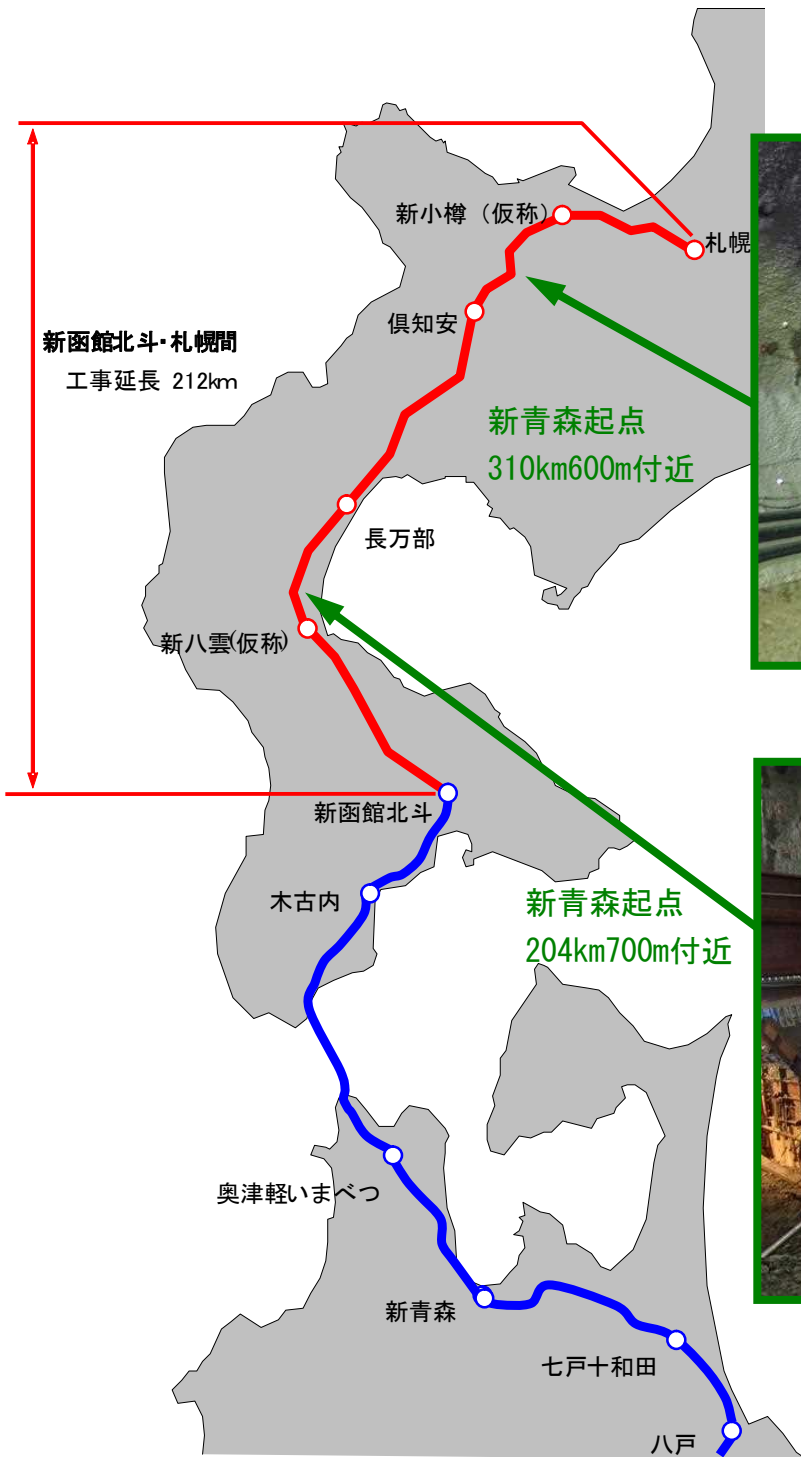 新小樽（仮称）
札幌
倶知安
新函館北斗・札幌間
工事延長 212km
新青森起点
310km600m付近
長万部
新八雲(仮称)
新函館北斗
木古内
新青森起点
204km700m付近
奥津軽いまべつ
新青森
七戸十和田
八戸